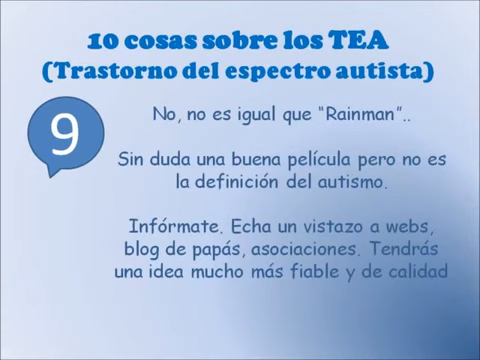 10 cosas sobre los TEA
(Trastorno del espectro autista)
9
No, no es igual que "Rainman"..
Sin duda una buena película pero no es
la definición del autismo.
Infórmate. Echa un vistazo a webs,
blog de papás, asociaciones. Tendrás
una idea mucho más fiable y de calidad